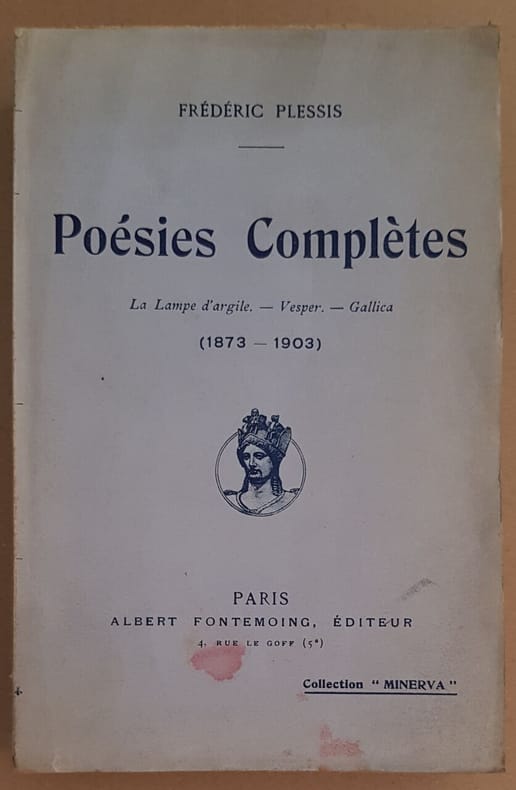 FRÉDÉRIC PLESSIS
Poésies Complètes
La Lampe d'argile. — Vesper. — Gallica
(1873 — 1903)
PARIS
ALBERT FONTEMOING, ÉDITEUR
4, RUE LE GOFF (5e)
Collection “ MINERVA ”